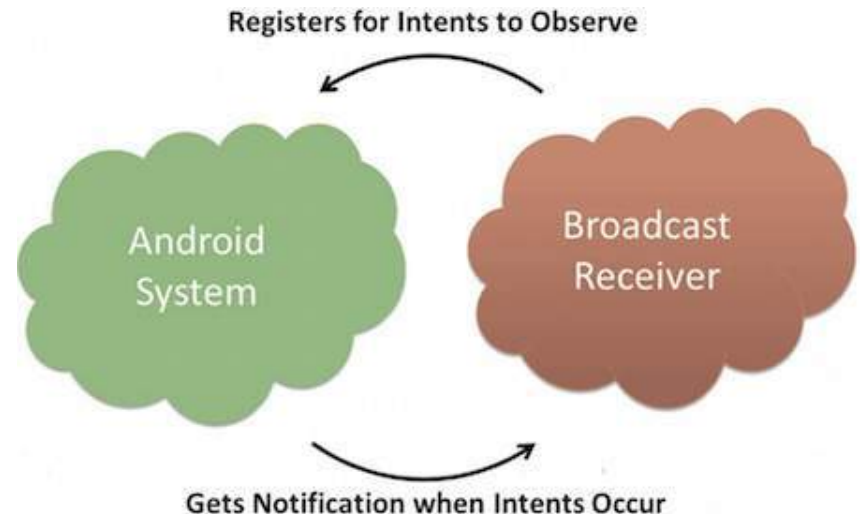 Registers for Intents to Observe
Android
System
Broadcast
Receiver
Gets Notification when Intents Occur